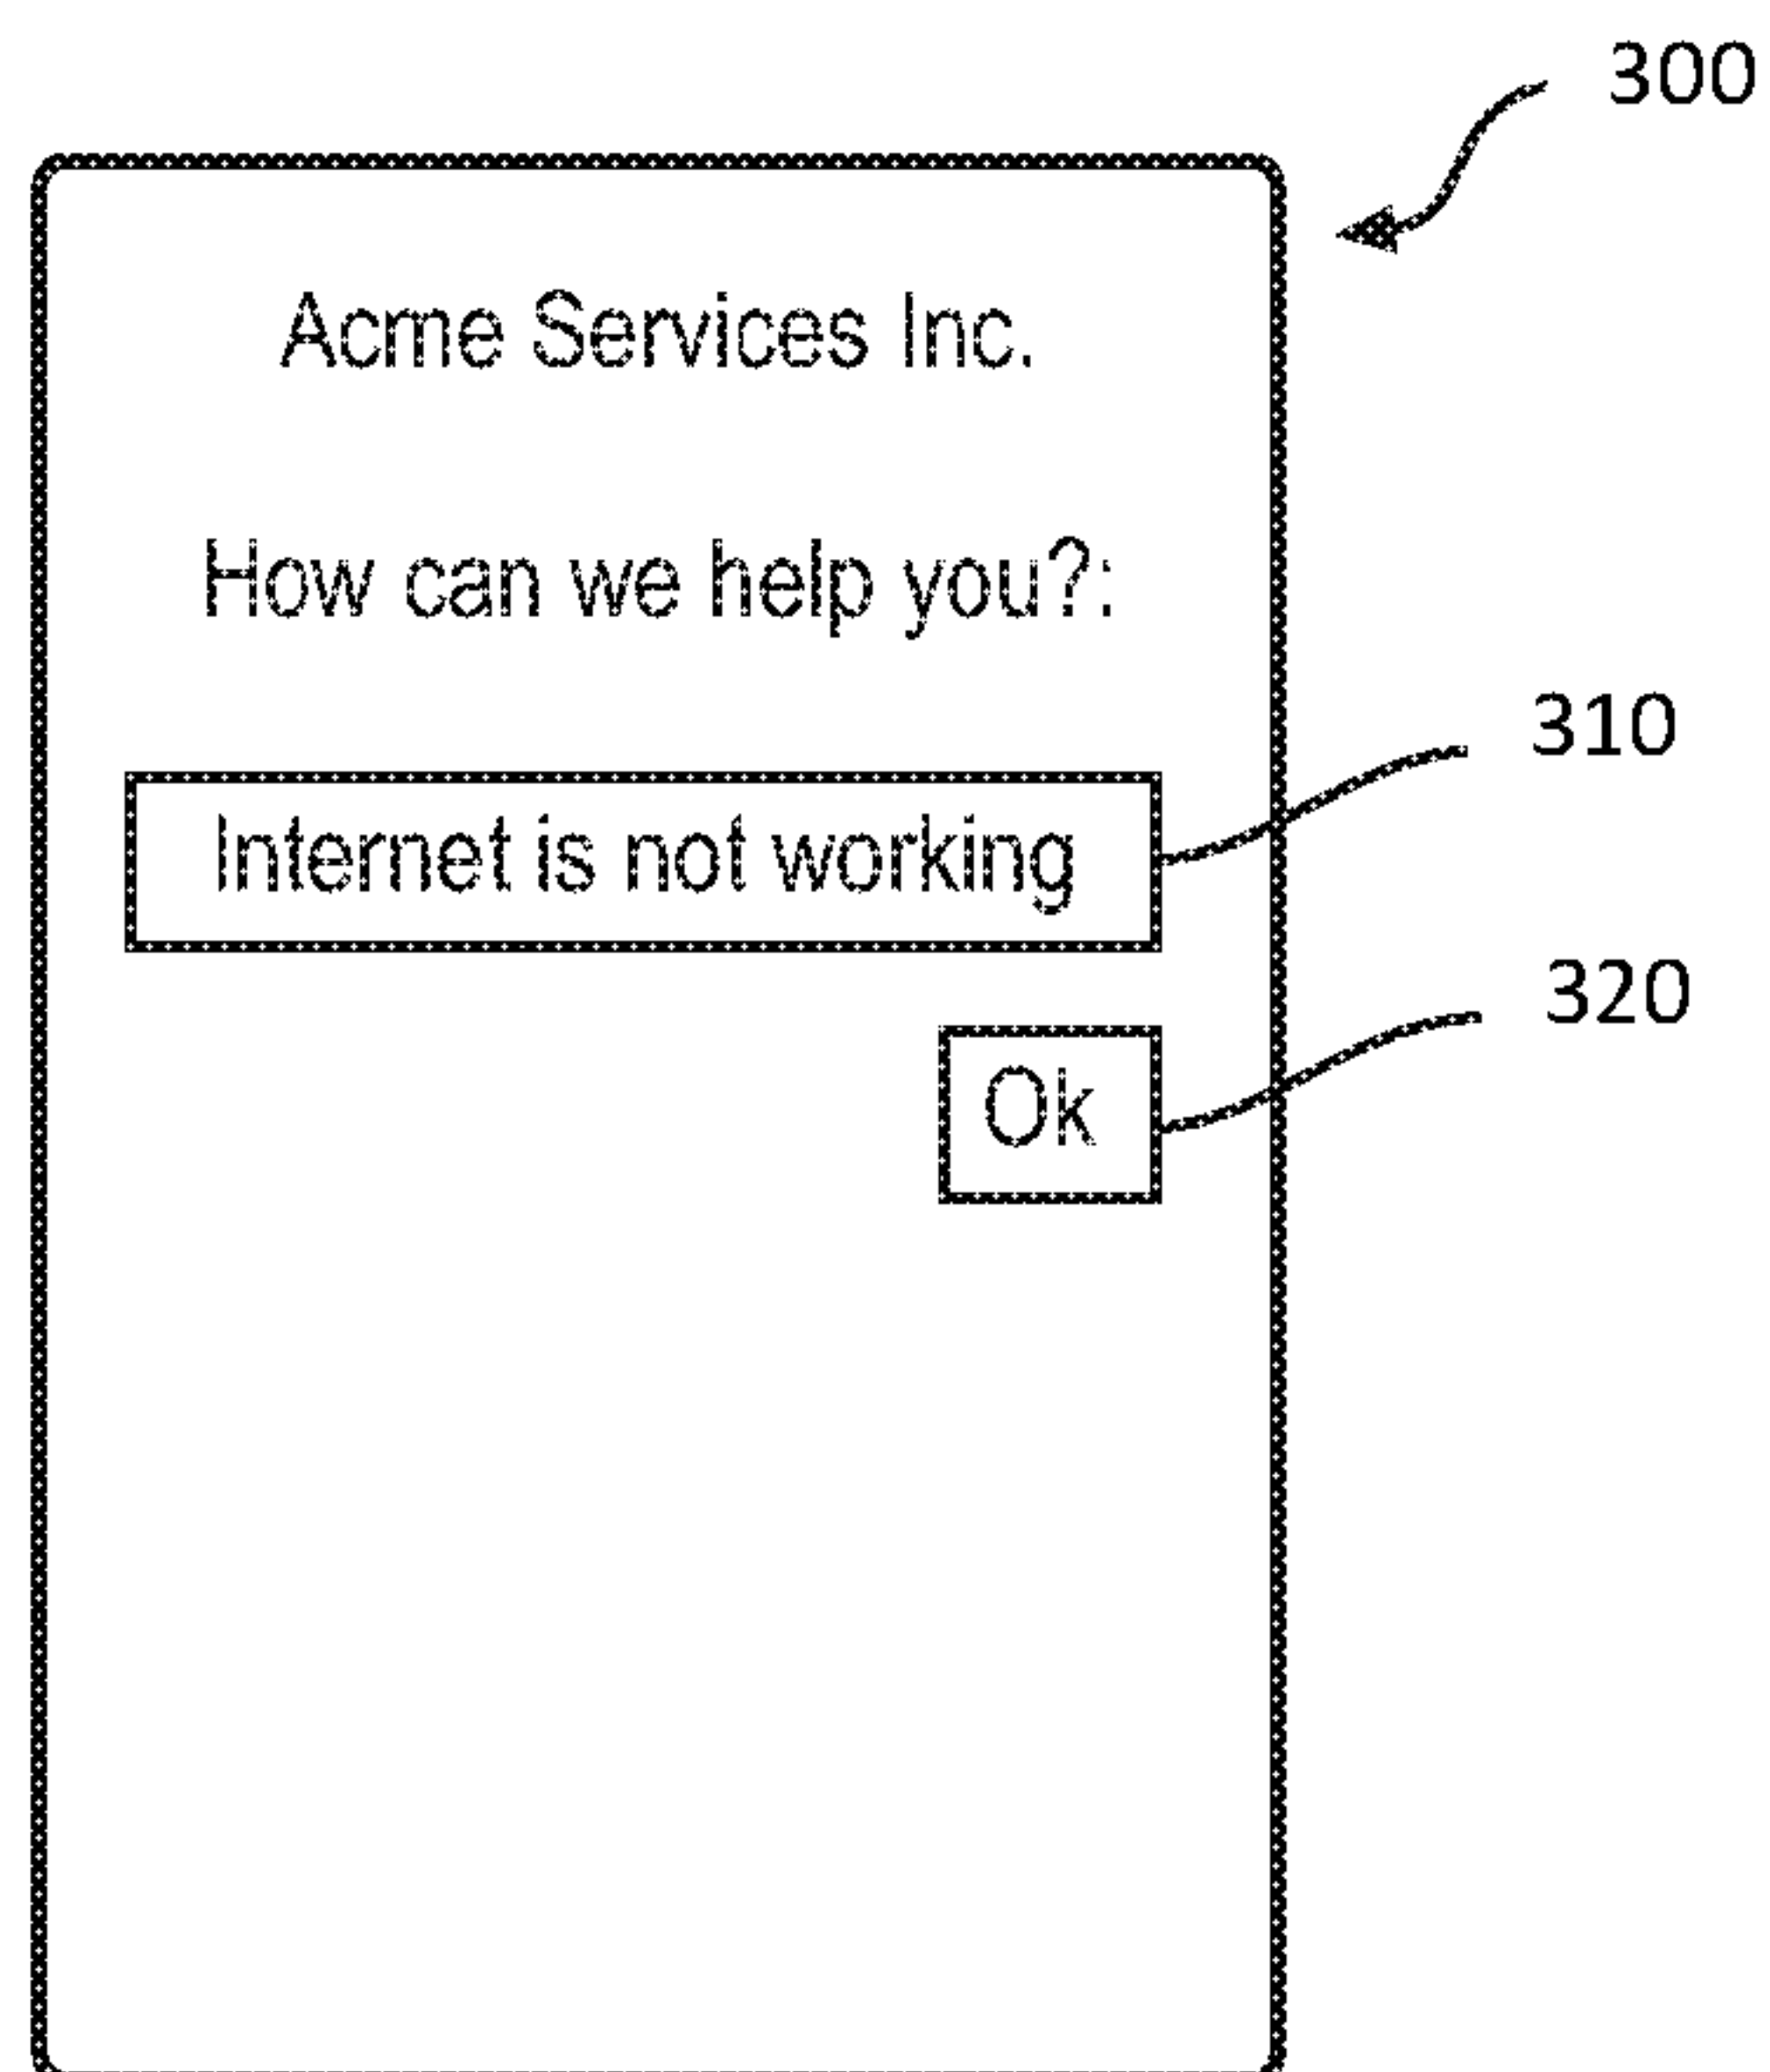 300
Acme Services Inc.
How can we help you?:
310
Internet is not working
320
Ok